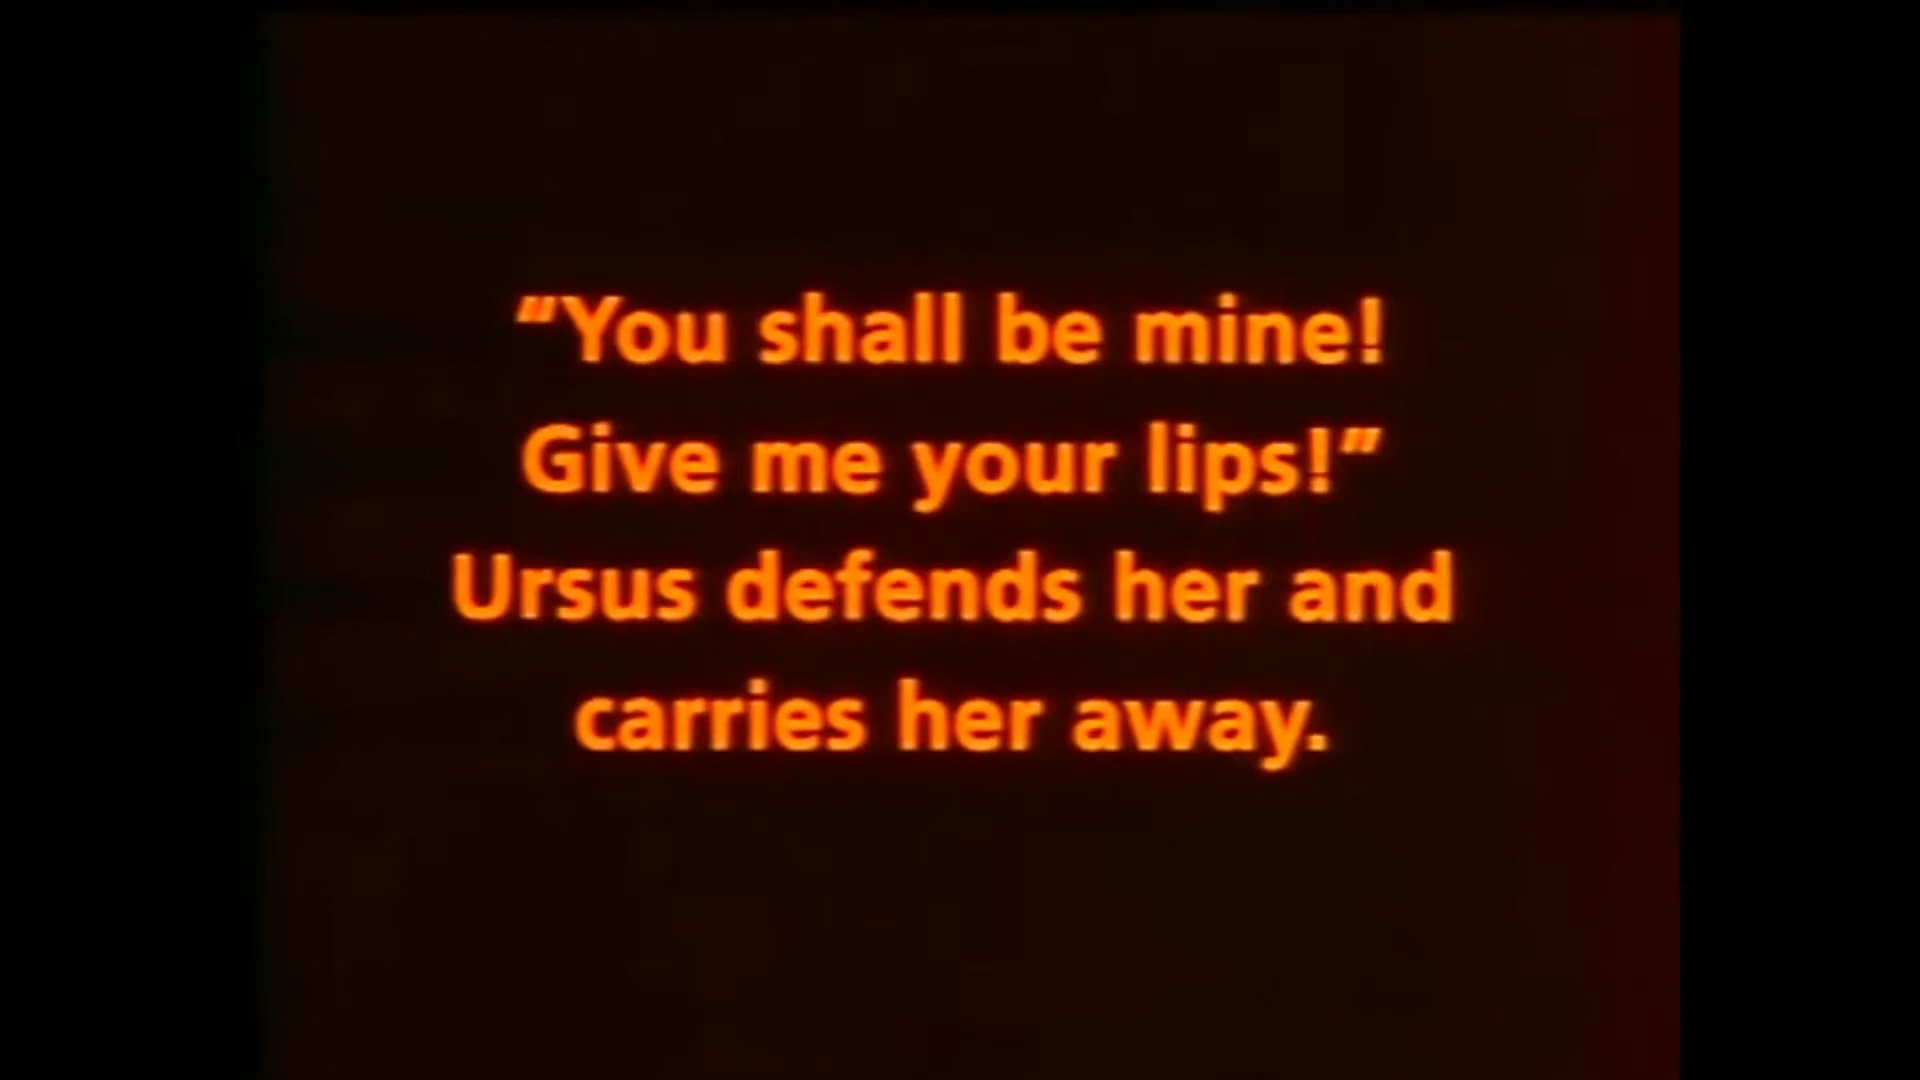 “You shall be mine!
Give me your lips!”
Ursus defends her and
carries her away.